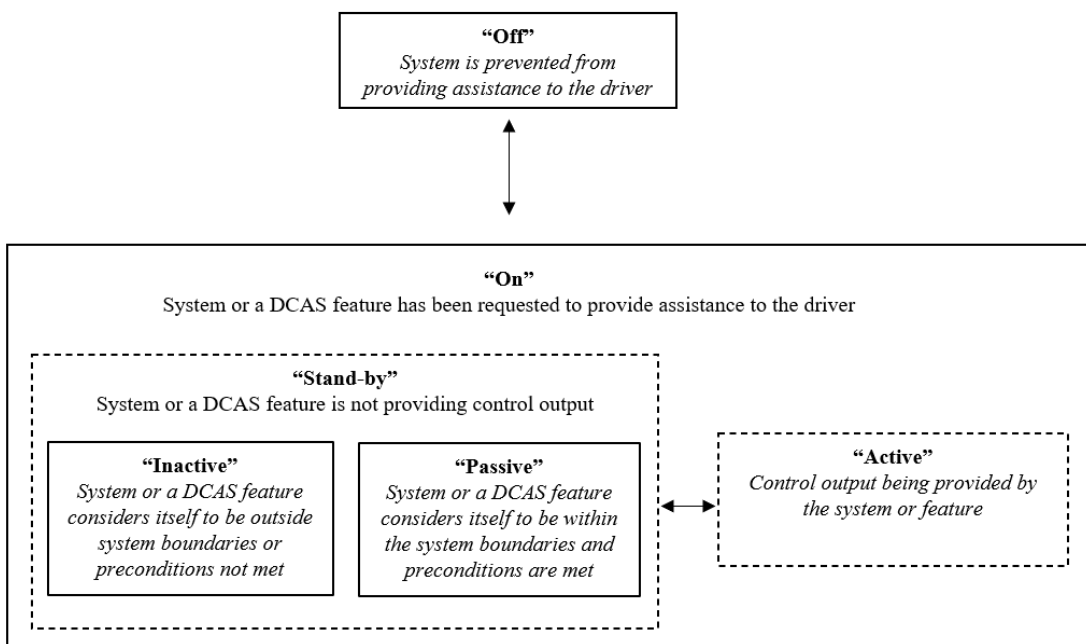 “Off”
System is prevented from
providing assistance to the driver
“On”
System or a DCAS feature has been requested to provide assistance to the driver
“Stand-by”
System or a DCAS feature is not providing control output
“Inactive”
System or a DCAS feature
considers itself to be outside
system boundaries or
preconditions not met
“Passive”
System or a DCAS feature
considers itself to be within
the system boundaries and
preconditions are met
“Active”
Control output being provided by
the system or feature